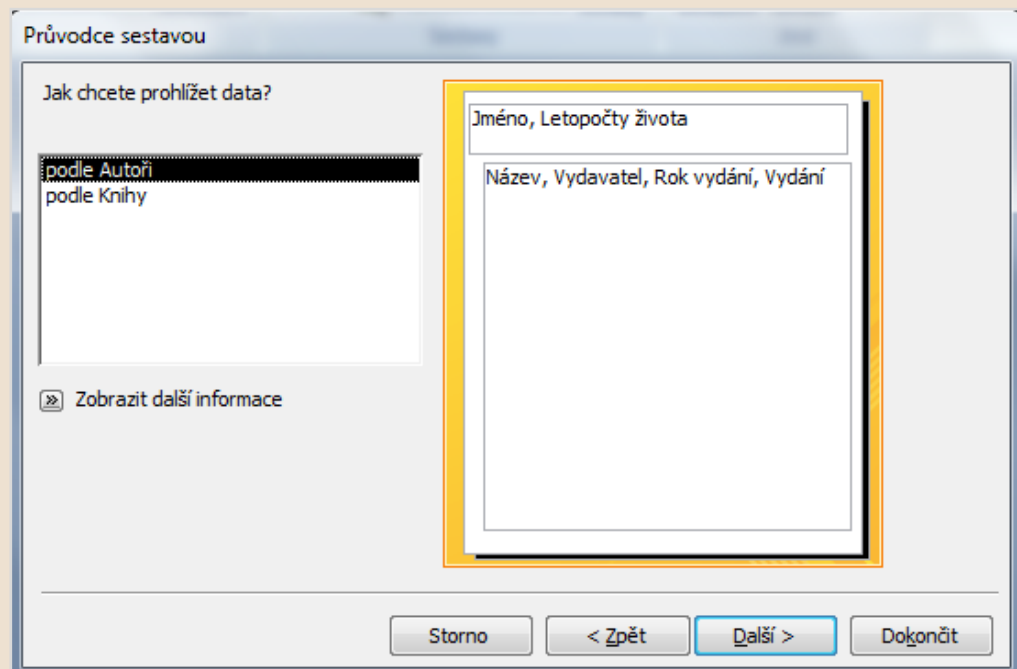 Průvodce sestavou
Jak chcete prohlížet data?
podle Autoři
podle Knihy
Zobrazit další informace
Jméno, Letopočty života
Název, Vydavatel, Rok vydání, Vydání
Storno
< Zpět
Další >
Dokončit